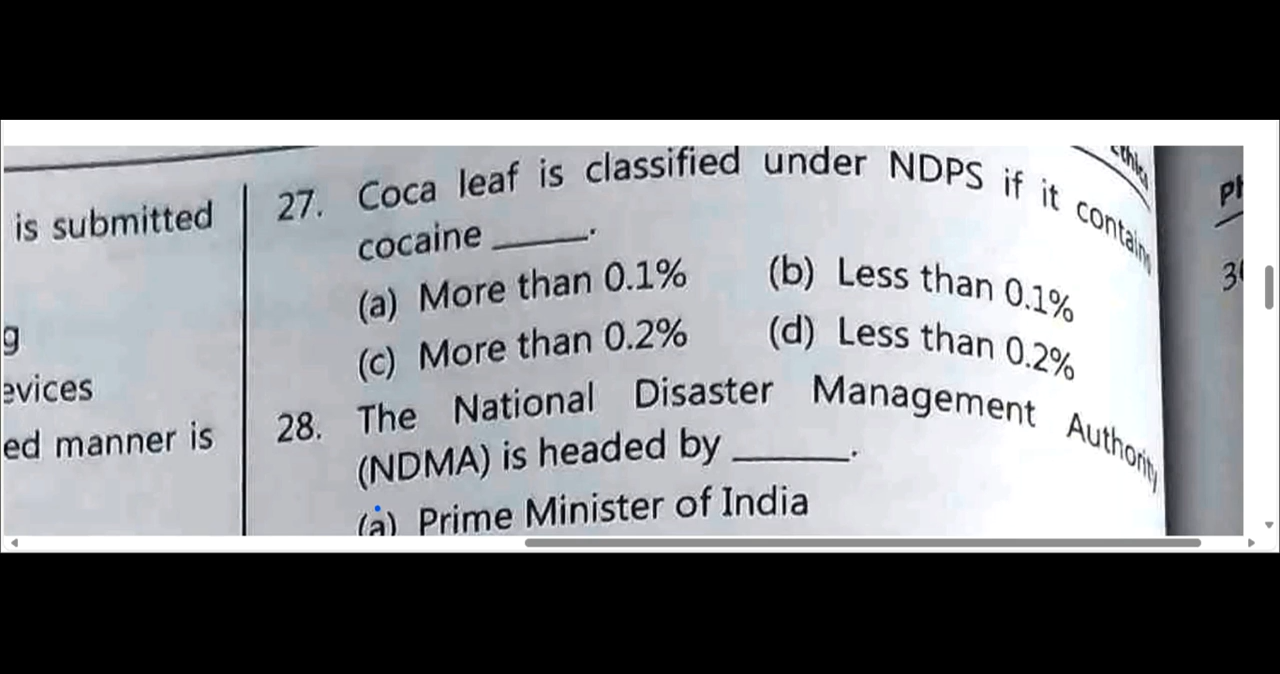 is submitted
g
evices
ed manner is
27. Coca leaf is classified under NDPS if it contain
cocaine ______.
(a) More than 0.1% (b) Less than 0.1%
(c) More than 0.2% (d) Less than 0.2%
28. The National Disaster Management Authority
(NDMA) is headed by ______.
(a) Prime Minister of India